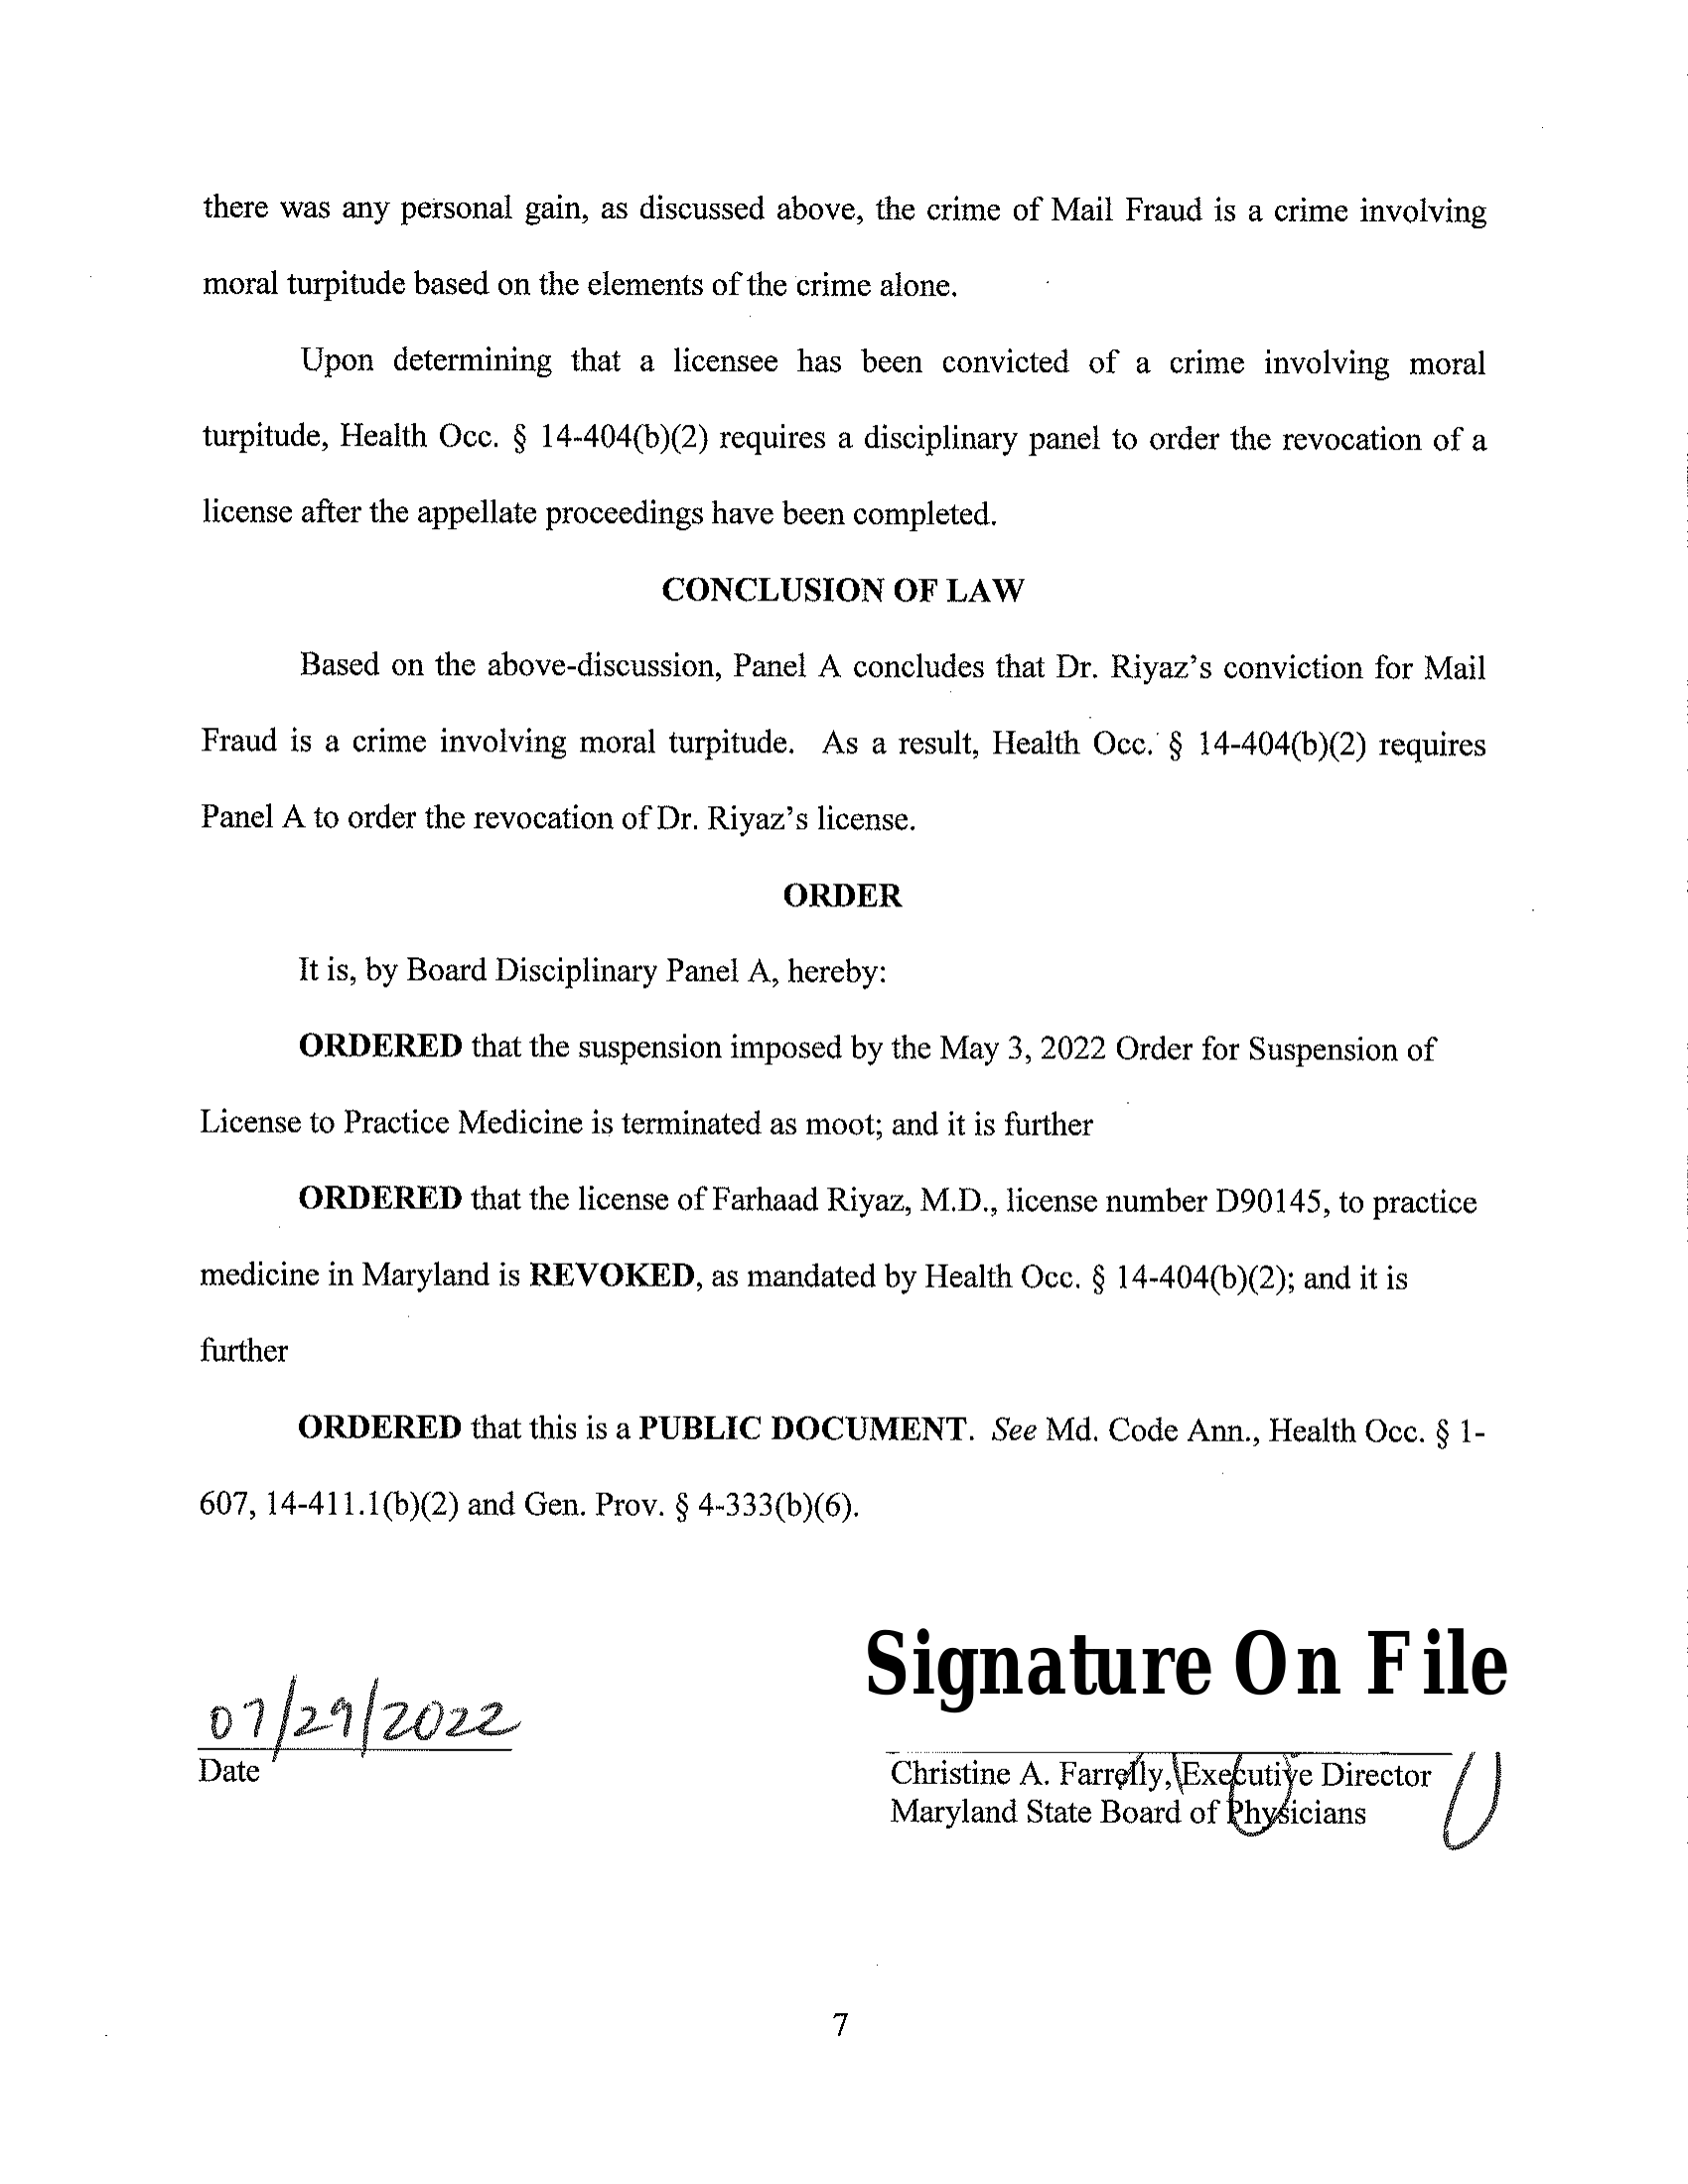 there was any personal gain, as discussed above, the crime of Mail Fraud is a crime involving
moral turpitude based on the elements of the crime alone.
Upon determining that a licensee has been convicted of a crime involving moral
turpitude, Health Occ. § 14-404(b)(2) requires a disciplinary panel to order the revocation of a
license after the appellate proceedings have been completed.
CONCLUSION OF LAW
Based on the above-discussion, Panel A concludes that Dr. Riyaz’s conviction for Mail
Fraud is a crime involving moral turpitude. As a result, Health Occ. § 14-404(b)(2) requires
Panel A to order the revocation of Dr. Riyaz’s license.
ORDER
It is, by Board Disciplinary Panel A, hereby:
ORDERED that the suspension imposed by the May 3, 2022 Order for Suspension of
License to Practice Medicine is terminated as moot; and it is further
ORDERED that the license of Farhaad Riyaz, M.D., license number D90145, to practice
medicine in Maryland is REVOKED, as mandated by Health Occ. § 14-404(b)(2); and it is
further
ORDERED that this is a PUBLIC DOCUMENT. See Md. Code Ann., Health Occ. § 1-
607, 14-411.1(b)(2) and Gen. Prov. § 4-333(b)(6).
Signature On File
07/29/2022
Date
Christine A. Farrelly, Executive Director
Maryland State Board of Physicians
7